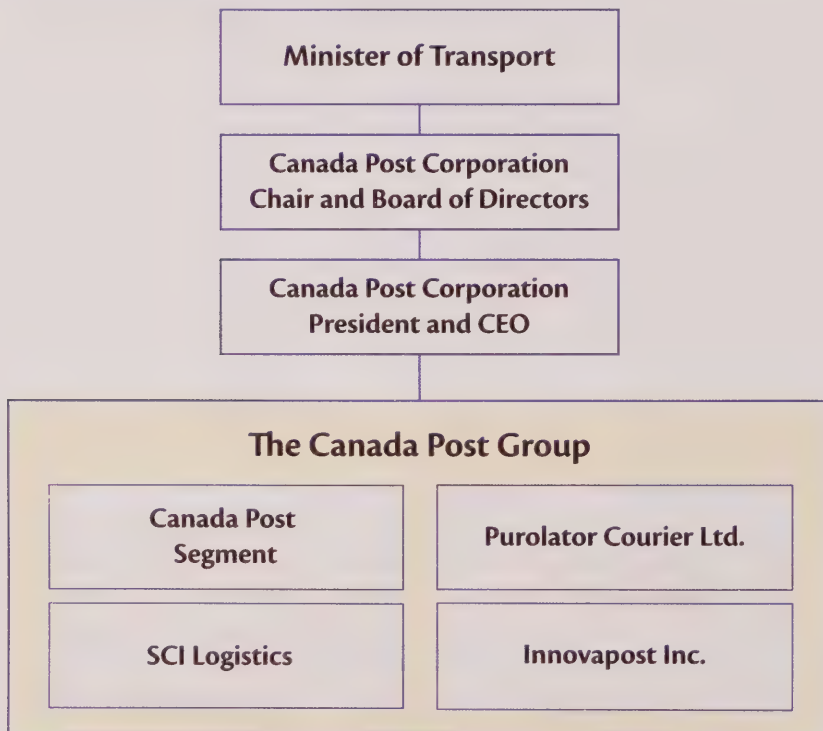 Minister of Transport
Canada Post Corporation
Chair and Board of Directors
Canada Post Corporation
President and CEO
The Canada Post Group
Canada Post
Segment
Purolator Courier Ltd.
SCI Logistics
Innovapost Inc.